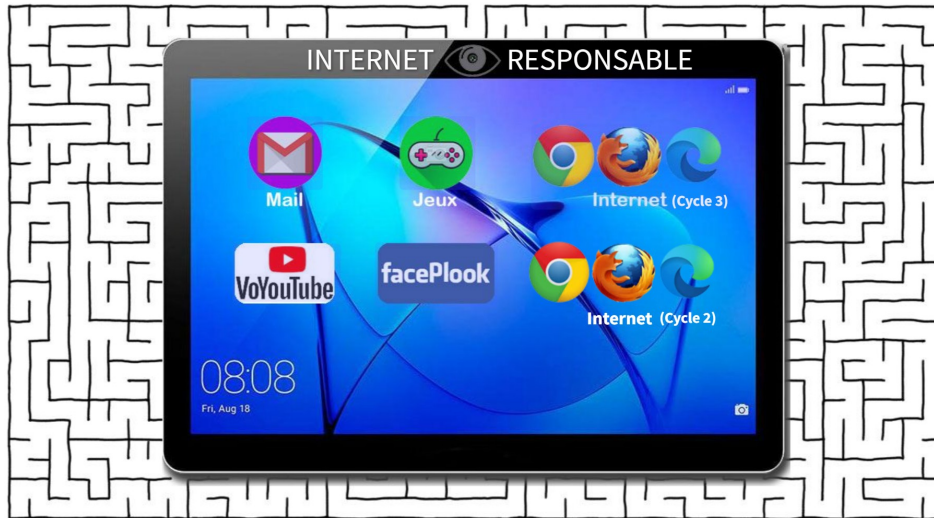 INTERNET RESPONSABLE
Mail
Jeux
Internet (Cycle 3)
VoYouTube
facePlook
Internet (Cycle 2)
08:08
Fri, Aug 18